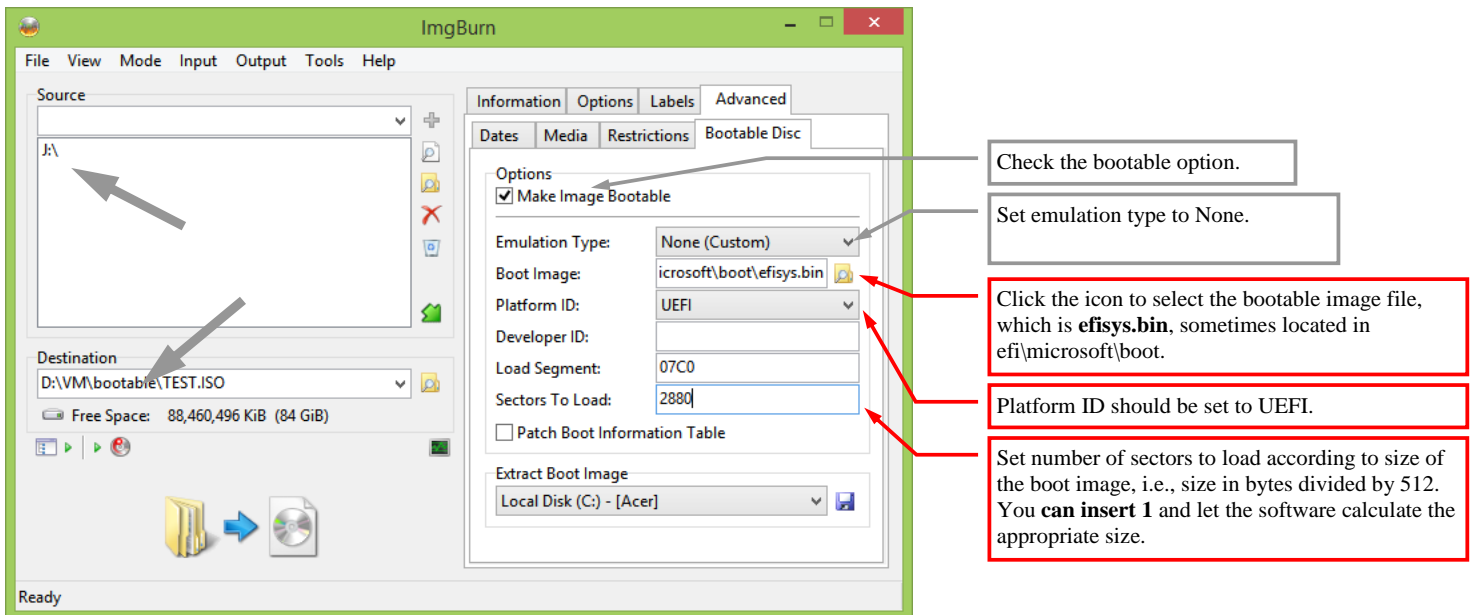 ImgBurn
File View Mode Input Output Tools Help
Source
J:\
Destination
D:\VM\bootable\TEST.ISO
Free Space: 88,460,496 KiB (84 GiB)
Information Options Labels Advanced
Dates Media Restrictions Bootable Disc
Options
Make Image Bootable
Emulation Type: None (Custom)
Boot Image: icrosoft\boot\efisys.bin
Platform ID: UEFI
Developer ID:
Load Segment: 07C0
Sectors To Load: 2880
Patch Boot Information Table
Extract Boot Image
Local Disk (C:) - [Acer]
Ready
Check the bootable option.
Set emulation type to None.
Click the icon to select the bootable image file,
which is efisys.bin, sometimes located in
efi\microsoft\boot.
Platform ID should be set to UEFI.
Set number of sectors to load according to size of
the boot image, i.e., size in bytes divided by 512.
You can insert 1 and let the software calculate the
appropriate size.